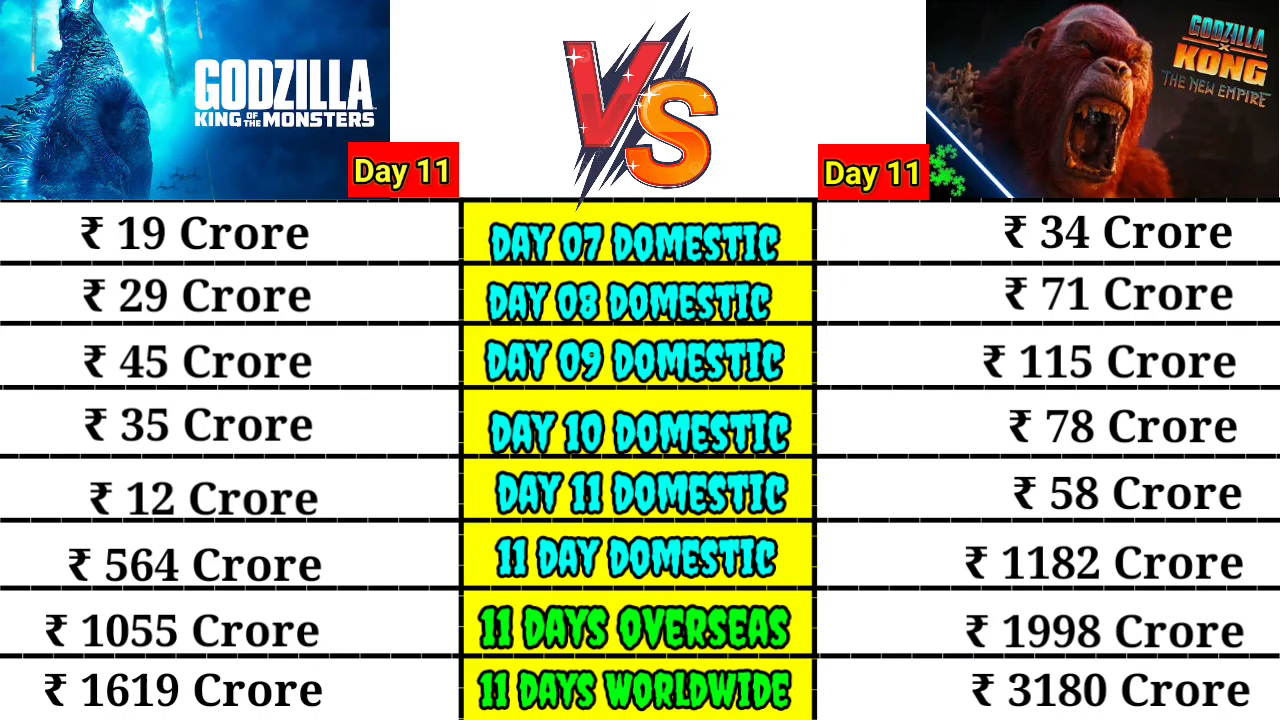 GODZILLA
KING OF THE MONSTERS
VS
GODZILLA
X
KONG
THE NEW EMPIRE
Day 11
Day 11
₹ 19 Crore DAY 07 DOMESTIC ₹ 34 Crore
₹ 29 Crore DAY 08 DOMESTIC ₹ 71 Crore
₹ 45 Crore DAY 09 DOMESTIC ₹ 115 Crore
₹ 35 Crore DAY 10 DOMESTIC ₹ 78 Crore
₹ 12 Crore DAY 11 DOMESTIC ₹ 58 Crore
₹ 564 Crore 11 DAY DOMESTIC ₹ 1182 Crore
₹ 1055 Crore 11 DAYS OVERSEAS ₹ 1998 Crore
₹ 1619 Crore 11 DAYS WORLDWIDE ₹ 3180 Crore